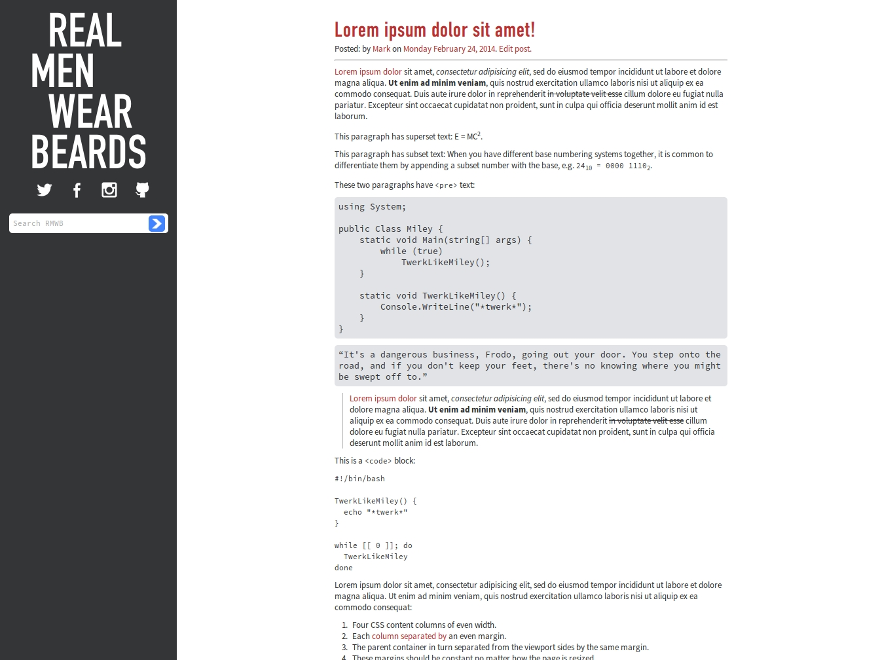 REAL
MEN
WEAR
BEARDS
Search RMWB
Lorem ipsum dolor sit amet!
Posted: by Mark on Monday February 24, 2014. Edit post.
Lorem ipsum dolor sit amet, consectetur adipisicing elit, sed do eiusmod tempor incididunt ut labore et dolore
magna aliqua. Ut enim ad minim veniam, quis nostrud exercitation ullamco laboris nisi ut aliquip ex ea
commodo consequat. Duis aute irure dolor in reprehenderit in voluptate velit esse cillum dolore eu fugiat nulla
pariatur. Excepteur sint occaecat cupidatat non proident, sunt in culpa qui officia deserunt mollit anim id est
laborum.
This paragraph has superset text: E = MC².
This paragraph has subset text: When you have different base numbering systems together, it is common to
differentiate them by appending a subset number with the base, e.g. 24₁₀ = 0000 1110₂.
These two paragraphs have <pre> text:
using System;
public Class Miley {
    static void Main(string[] args) {
        while (true)
            TwerkLikeMiley();
    }
    static void TwerkLikeMiley() {
        Console.WriteLine("*twerk*");
    }
}
“It's a dangerous business, Frodo, going out your door. You step onto the
road, and if you don't keep your feet, there's no knowing where you might
be swept off to.”
Lorem ipsum dolor sit amet, consectetur adipisicing elit, sed do eiusmod tempor incididunt ut labore et
dolore magna aliqua. Ut enim ad minim veniam, quis nostrud exercitation ullamco laboris nisi ut
aliquip ex ea commodo consequat. Duis aute irure dolor in reprehenderit in voluptate velit esse cillum
dolore eu fugiat nulla pariatur. Excepteur sint occaecat cupidatat non proident, sunt in culpa qui officia
deserunt mollit anim id est laborum.
This is a <code> block:
#!/bin/bash
TwerkLikeMiley() {
  echo "*twerk*"
}
while [[ 0 ]]; do
  TwerkLikeMiley
done
Lorem ipsum dolor sit amet, consectetur adipisicing elit, sed do eiusmod tempor incididunt ut labore et dolore
magna aliqua. Ut enim ad minim veniam, quis nostrud exercitation ullamco laboris nisi ut aliquip ex ea
commodo consequat:
1. Four CSS content columns of even width.
2. Each column separated by an even margin.
3. The parent container in turn separated from the viewport sides by the same margin.
4. These margins should be constant no matter how the page is resized.